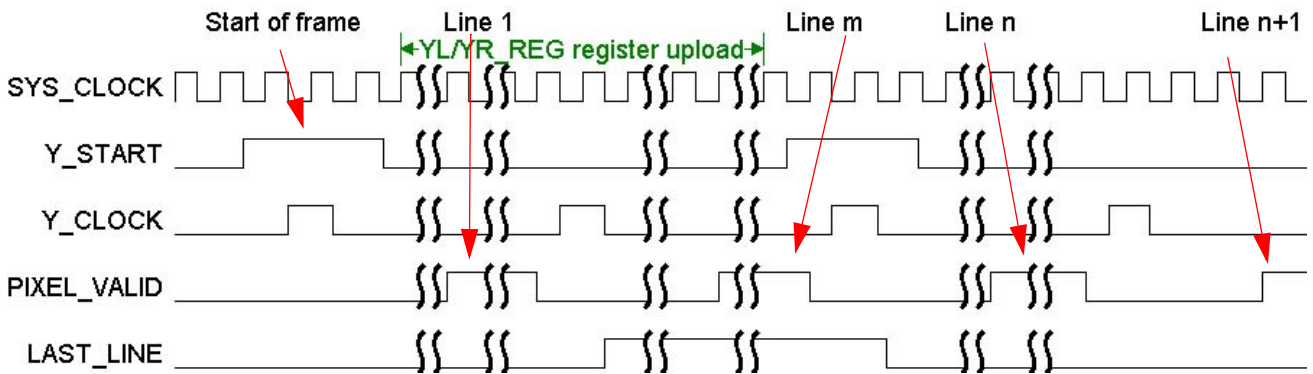 Start of frame Line 1 Line m Line n Line n+1
YL/YR_REG register upload
SYS_CLOCK
Y_START
Y_CLOCK
PIXEL_VALID
LAST_LINE